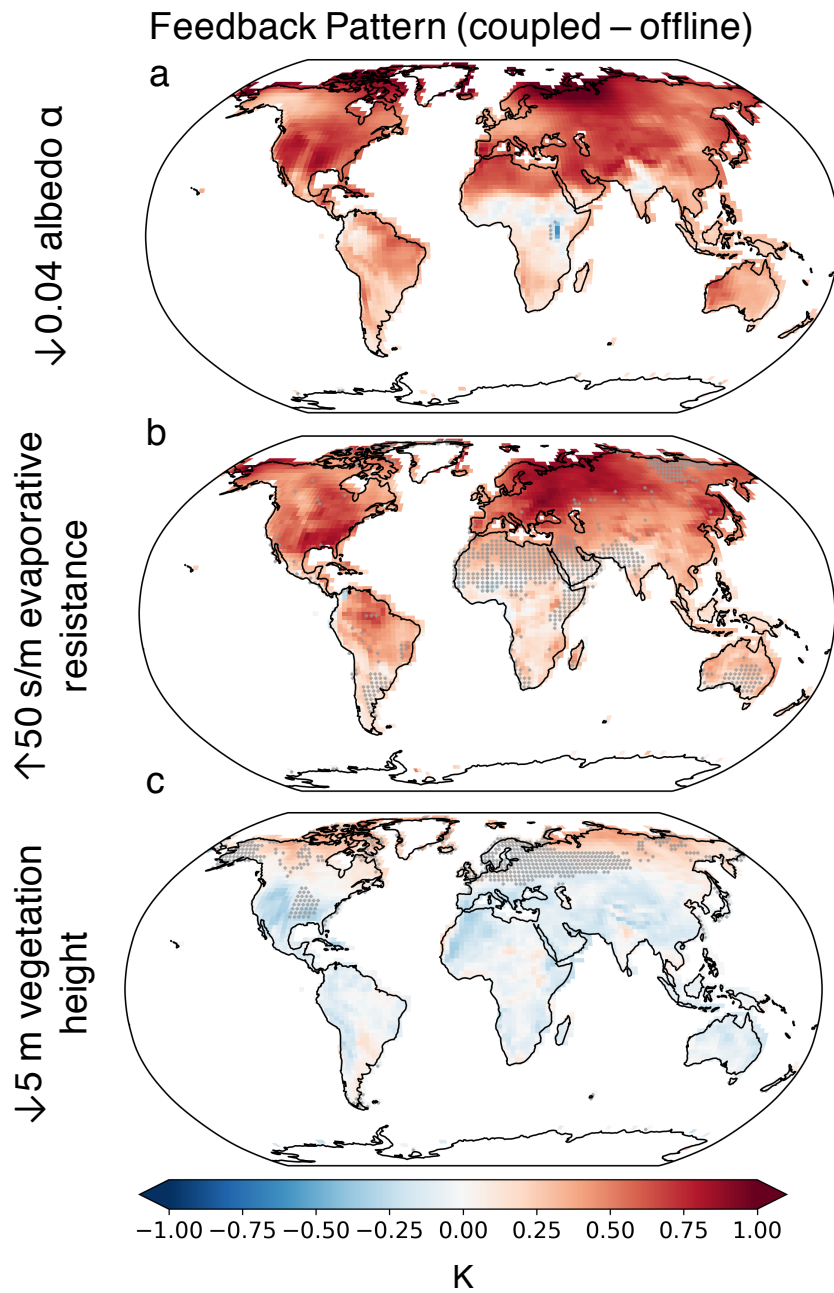 Feedback Pattern (coupled – offline)
a
↓0.04 albedo α
b
↑50 s/m evaporative
resistance
c
↓5 m vegetation
height
−1.00 −0.75 −0.50 −0.25 0.00 0.25 0.50 0.75 1.00
K